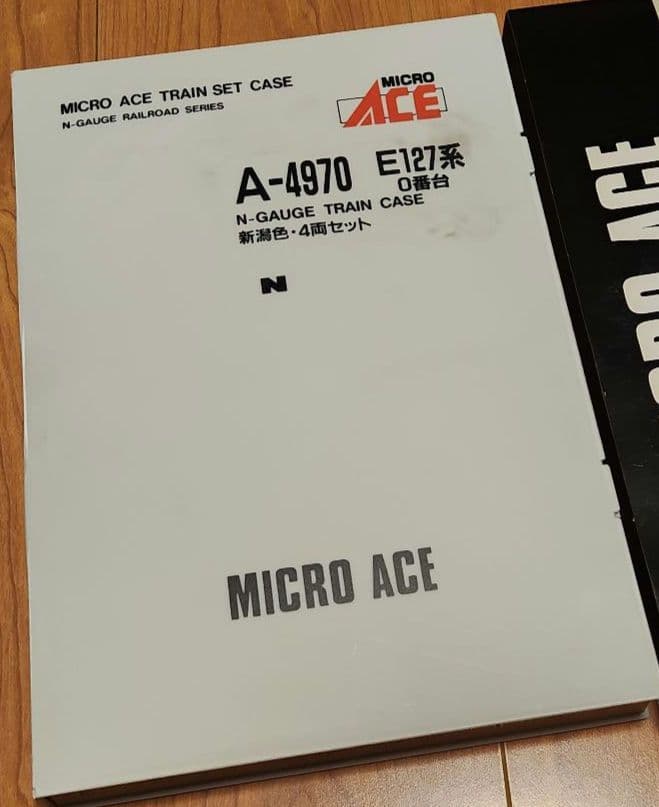 MICRO ACE TRAIN SET CASE
N-GAUGE RAILROAD SERIES
MICRO
ACE
A-4970 E127系
0番台
N-GAUGE TRAIN CASE
新潟色・4両セット
N
MICRO ACE
ACE